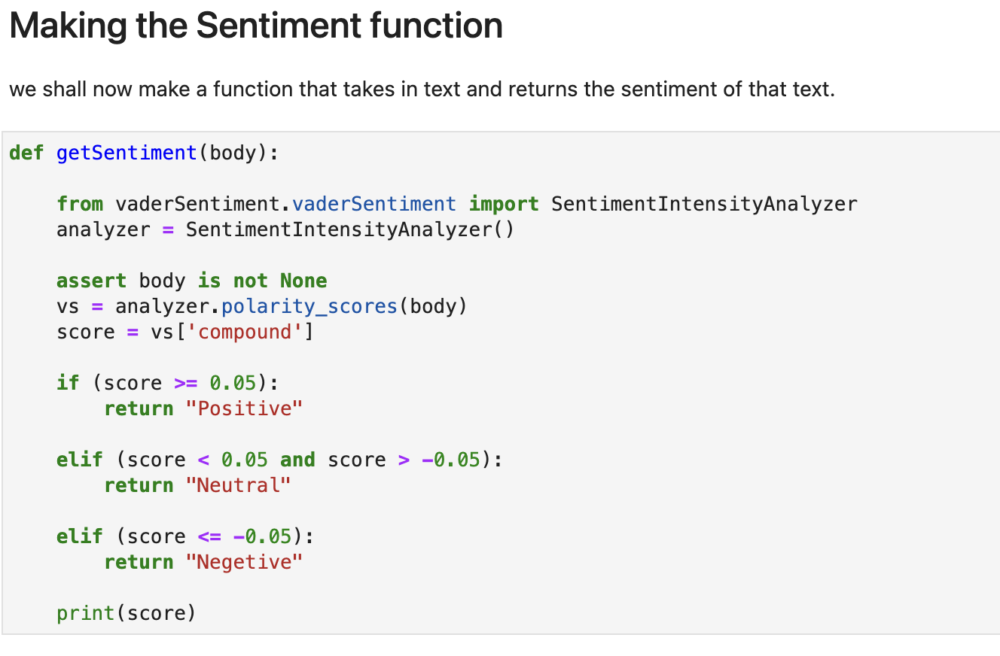 Making the Sentiment function
we shall now make a function that takes in text and returns the sentiment of that text.
def getSentiment(body):
    from vaderSentiment.vaderSentiment import SentimentIntensityAnalyzer
    analyzer = SentimentIntensityAnalyzer()
    assert body is not None
    vs = analyzer.polarity_scores(body)
    score = vs['compound']
    if (score >= 0.05):
        return "Positive"
    elif (score < 0.05 and score > -0.05):
        return "Neutral"
    elif (score <= -0.05):
        return "Negetive"
    print(score)